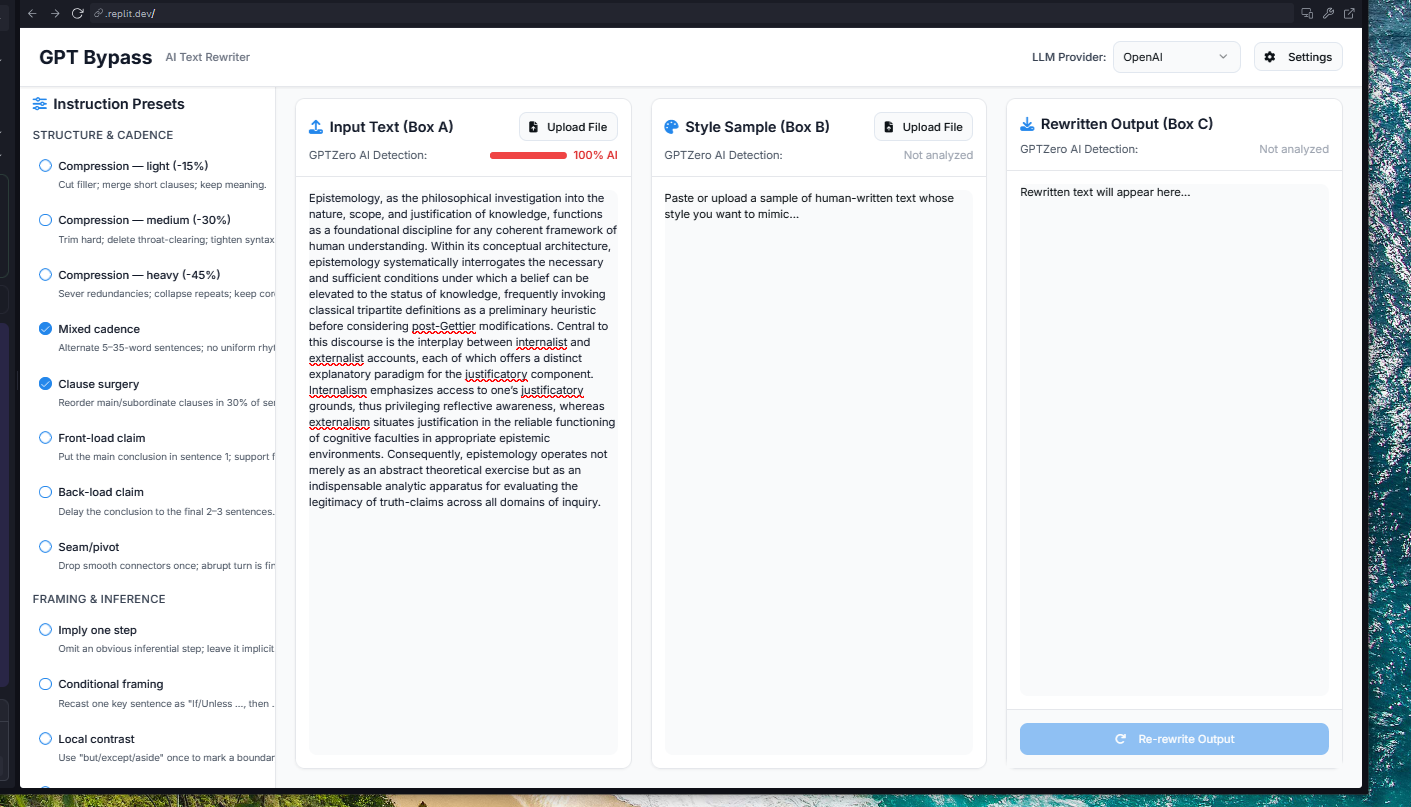 .replit.dev/
GPT Bypass AI Text Rewriter
LLM Provider: OpenAI Settings
Instruction Presets
STRUCTURE & CADENCE
Compression — light (-15%)
Cut filler; merge short clauses; keep meaning.
Compression — medium (-30%)
Trim hard; delete throat-clearing; tighten syntax
Compression — heavy (-45%)
Sever redundancies; collapse repeats; keep cor
Mixed cadence
Alternate 5–35-word sentences; no uniform rhyt
Clause surgery
Reorder main/subordinate clauses in 30% of se
Front-load claim
Put the main conclusion in sentence 1; support f
Back-load claim
Delay the conclusion to the final 2–3 sentences.
Seam/pivot
Drop smooth connectors once; abrupt turn is fin
FRAMING & INFERENCE
Imply one step
Omit an obvious inferential step; leave it implicit
Conditional framing
Recast one key sentence as "If/Unless ..., then .
Local contrast
Use "but/except/aside" once to mark a boundar
Input Text (Box A)
Upload File
GPTZero AI Detection: 100% AI
Epistemology, as the philosophical investigation into the
nature, scope, and justification of knowledge, functions
as a foundational discipline for any coherent framework of
human understanding. Within its conceptual architecture,
epistemology systematically interrogates the necessary
and sufficient conditions under which a belief can be
elevated to the status of knowledge, frequently invoking
classical tripartite definitions as a preliminary heuristic
before considering post-Gettier modifications. Central to
this discourse is the interplay between internalist and
externalist accounts, each of which offers a distinct
explanatory paradigm for the justificatory component.
Internalism emphasizes access to one's justificatory
grounds, thus privileging reflective awareness, whereas
externalism situates justification in the reliable functioning
of cognitive faculties in appropriate epistemic
environments. Consequently, epistemology operates not
merely as an abstract theoretical exercise but as an
indispensable analytic apparatus for evaluating the
legitimacy of truth-claims across all domains of inquiry.
Style Sample (Box B)
Upload File
GPTZero AI Detection: Not analyzed
Paste or upload a sample of human-written text whose
style you want to mimic...
Rewritten Output (Box C)
GPTZero AI Detection: Not analyzed
Rewritten text will appear here...
Re-rewrite Output